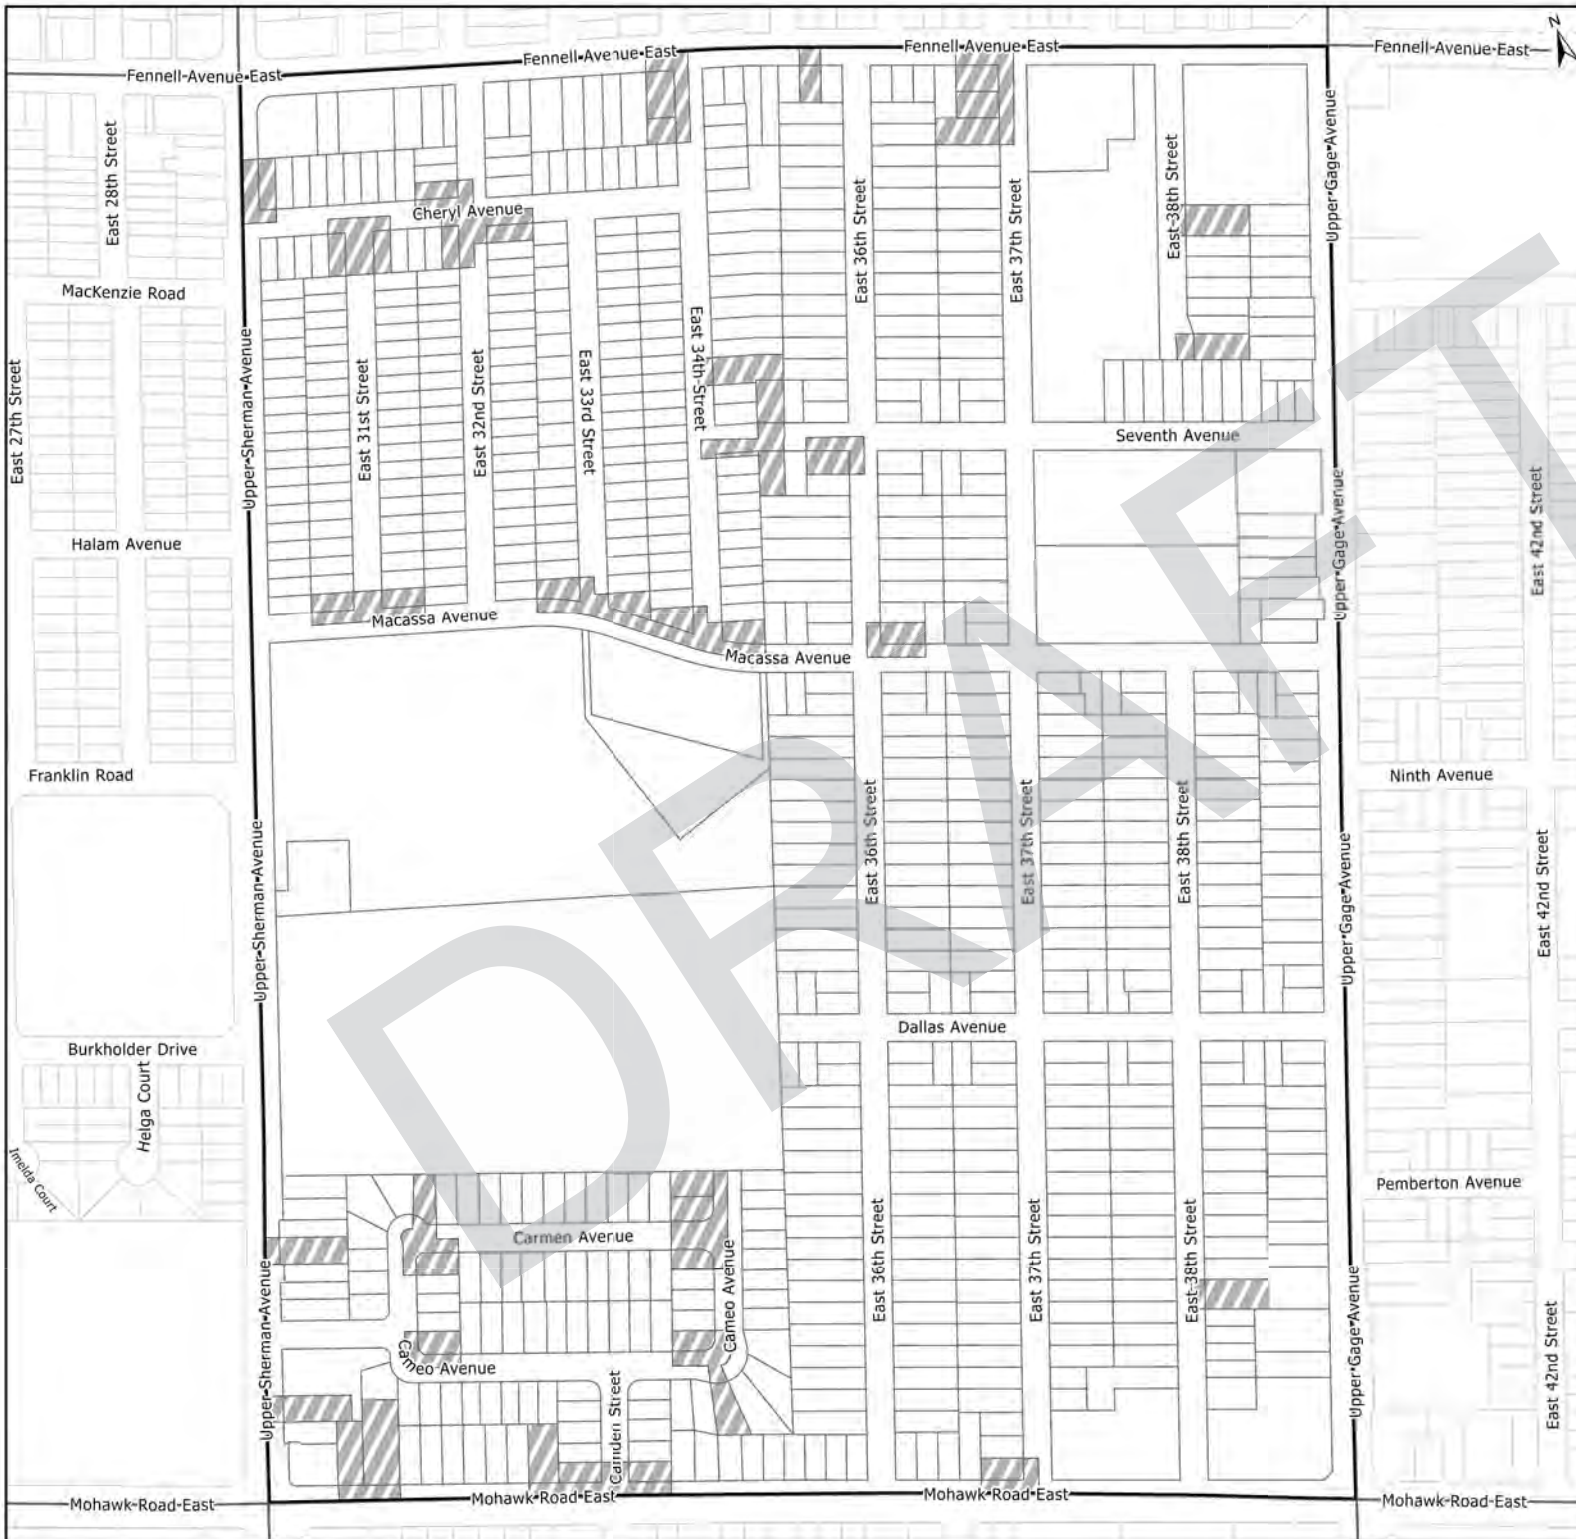 N
Fennell Avenue East
Fennell Avenue East
Fennell Avenue East
Fennell Avenue East
East 28th Street
Upper Gage Avenue
East 38th Street
Cheryl Avenue
East 36th Street
East 37th Street
MacKenzie Road
East 27th Street
Upper Sherman Avenue
East 31st Street
East 32nd Street
East 33rd Street
East 34th Street
Seventh Avenue
Upper Gage Avenue
East 42nd Street
Halam Avenue
Macassa Avenue
Macassa Avenue
Franklin Road
Ninth Avenue
Upper Sherman Avenue
East 36th Street
East 37th Street
East 38th Street
Upper Gage Avenue
East 42nd Street
DRAFT
Dallas Avenue
Burkholder Drive
Helga Court
Imelda Court
Pemberton Avenue
Carmen Avenue
Cameo Avenue
East 36th Street
East 37th Street
East 38th Street
Upper Sherman Avenue
Upper Gage Avenue
East 42nd Street
Cameo Avenue
Camden Street
Mohawk Road East
Mohawk Road East
Mohawk Road East
Mohawk Road East